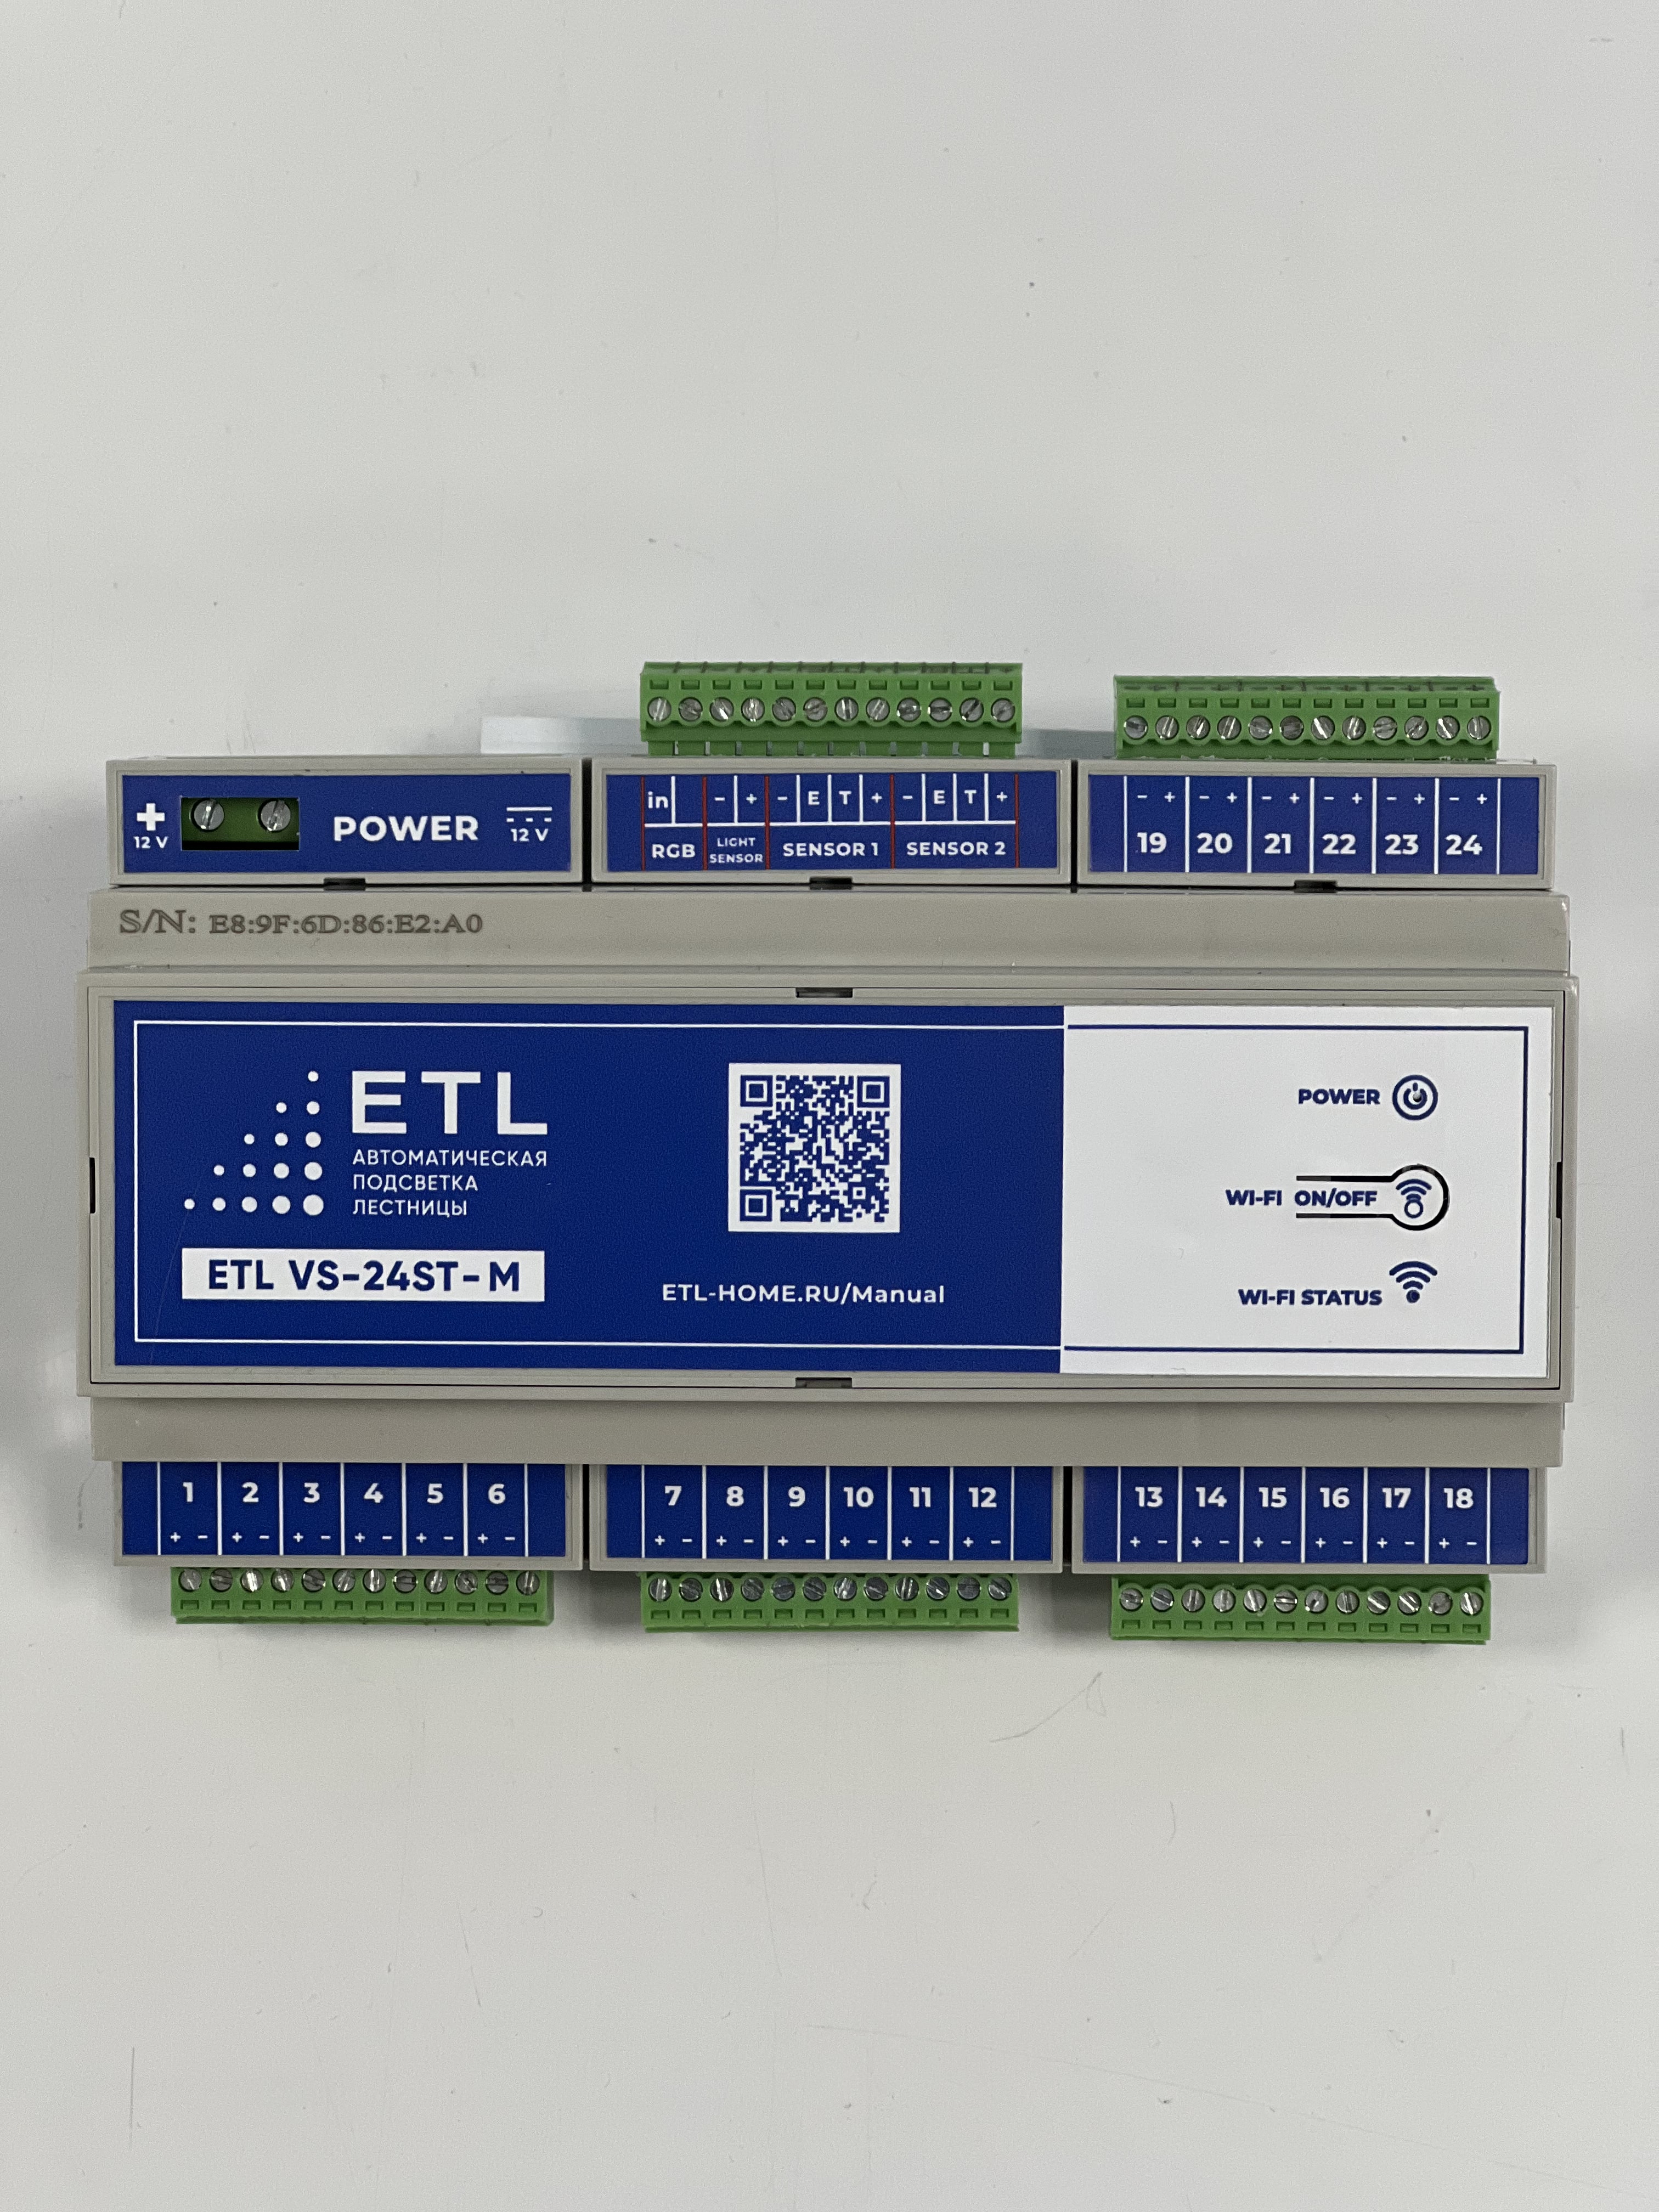 + 12 V POWER 12 V
in - + - E T + - E T +
RGB LIGHT SENSOR SENSOR 1 SENSOR 2
- + - + - + - + - + - +
19 20 21 22 23 24
S/N: E8:9F:6D:86:E2:A0
ETL
АВТОМАТИЧЕСКАЯ
ПОДСВЕТКА
ЛЕСТНИЦЫ
ETL VS-24ST-M
ETL-HOME.RU/Manual
POWER
WI-FI ON/OFF
WI-FI STATUS
1 2 3 4 5 6
+ - + - + - + - + - + -
7 8 9 10 11 12
+ - + - + - + - + - + -
13 14 15 16 17 18
+ - + - + - + - + - + -